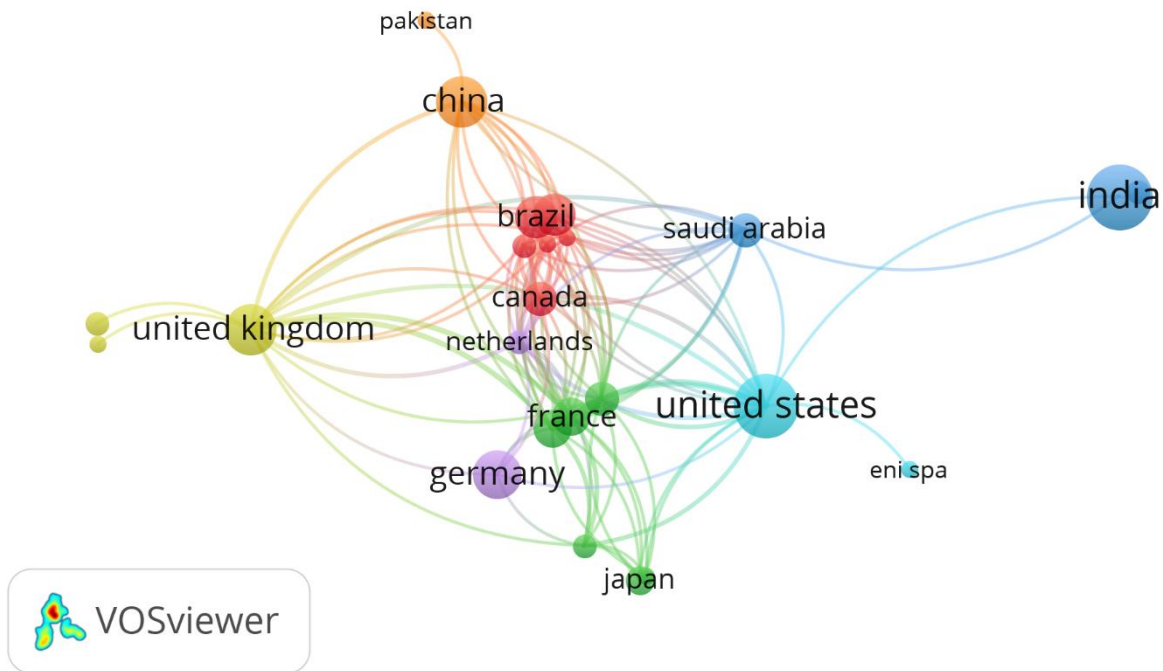 pakistan
china
india
brazil
saudi arabia
canada
united kingdom
netherlands
united states
france
germany
eni spa
japan
VOSviewer